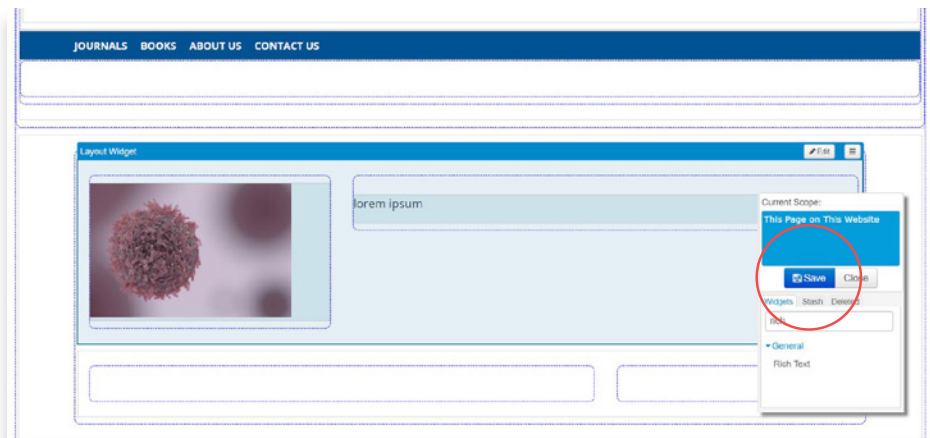 JOURNALS BOOKS ABOUT US CONTACT US
Layout Widget
Edit
lorem ipsum
Current Scope:
This Page on This Website
Save Close
Widgets Stash Deleted
rich
General
Rich Text